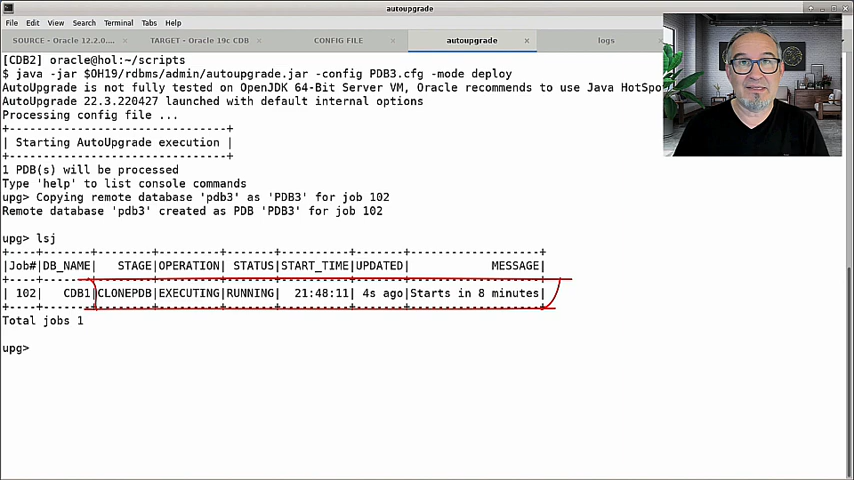 autoupgrade
File Edit View Search Terminal Tabs Help
SOURCE - Oracle 12.2.0.... × TARGET - Oracle 19c CDB × CONFIG FILE × autoupgrade × logs
[CDB2] oracle@hol:~/scripts
$ java -jar $OH19/rdbms/admin/autoupgrade.jar -config PDB3.cfg -mode deploy
AutoUpgrade is not fully tested on OpenJDK 64-Bit Server VM, Oracle recommends to use Java HotSpo
AutoUpgrade 22.3.220427 launched with default internal options
Processing config file ...
+--------------------------------+
| Starting AutoUpgrade execution |
+--------------------------------+
1 PDB(s) will be processed
Type 'help' to list console commands
upg> Copying remote database 'pdb3' as 'PDB3' for job 102
Remote database 'pdb3' created as PDB 'PDB3' for job 102
upg> lsj
+----+-------+--------+---------+-------+----------+-------+-------------------+
|Job#|DB_NAME| STAGE|OPERATION| STATUS|START_TIME|UPDATED| MESSAGE|
+----+-------+--------+---------+-------+----------+-------+-------------------+
| 102| CDB1|CLONEPDB|EXECUTING|RUNNING| 21:48:11| 4s ago|Starts in 8 minutes|
+----+-------+--------+---------+-------+----------+-------+-------------------+
Total jobs 1
upg>